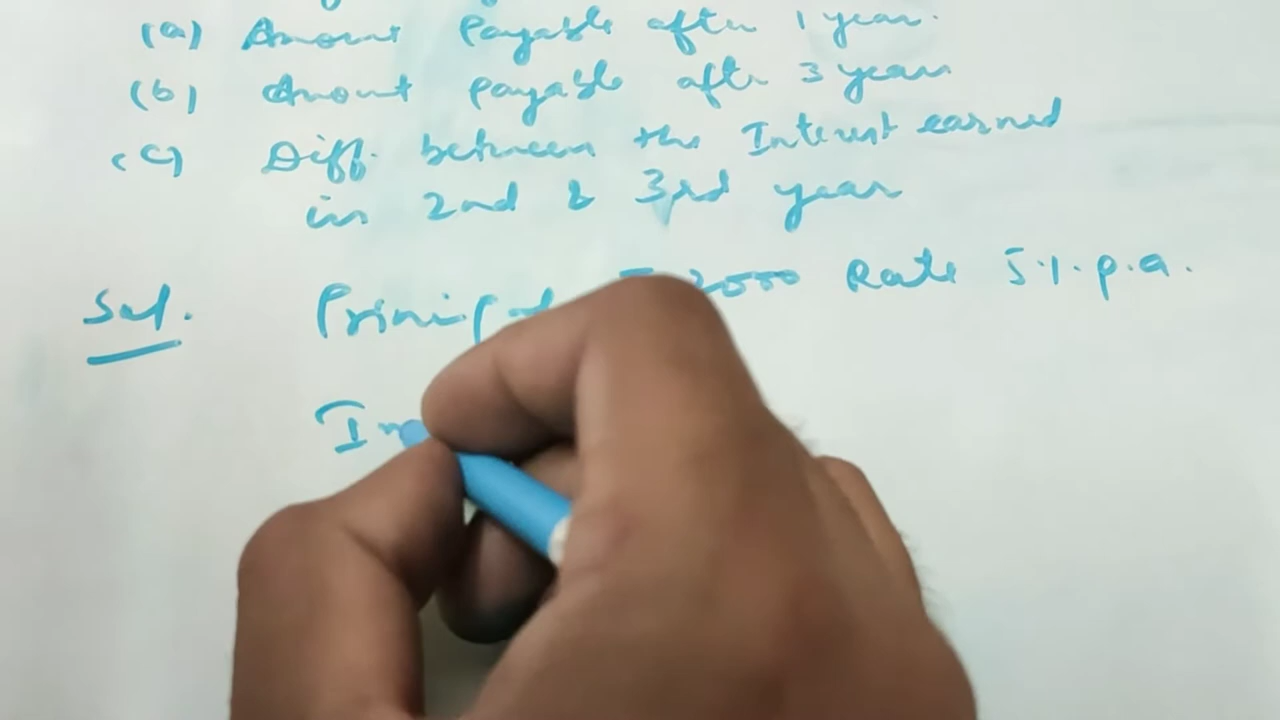 (a) Amount Payable after 1 year.
(b) Amount payable after 3 years
(c) Diff. between the Interest earned
in 2nd & 3rd year
Sol. 2000 Rate 5%. p.a.